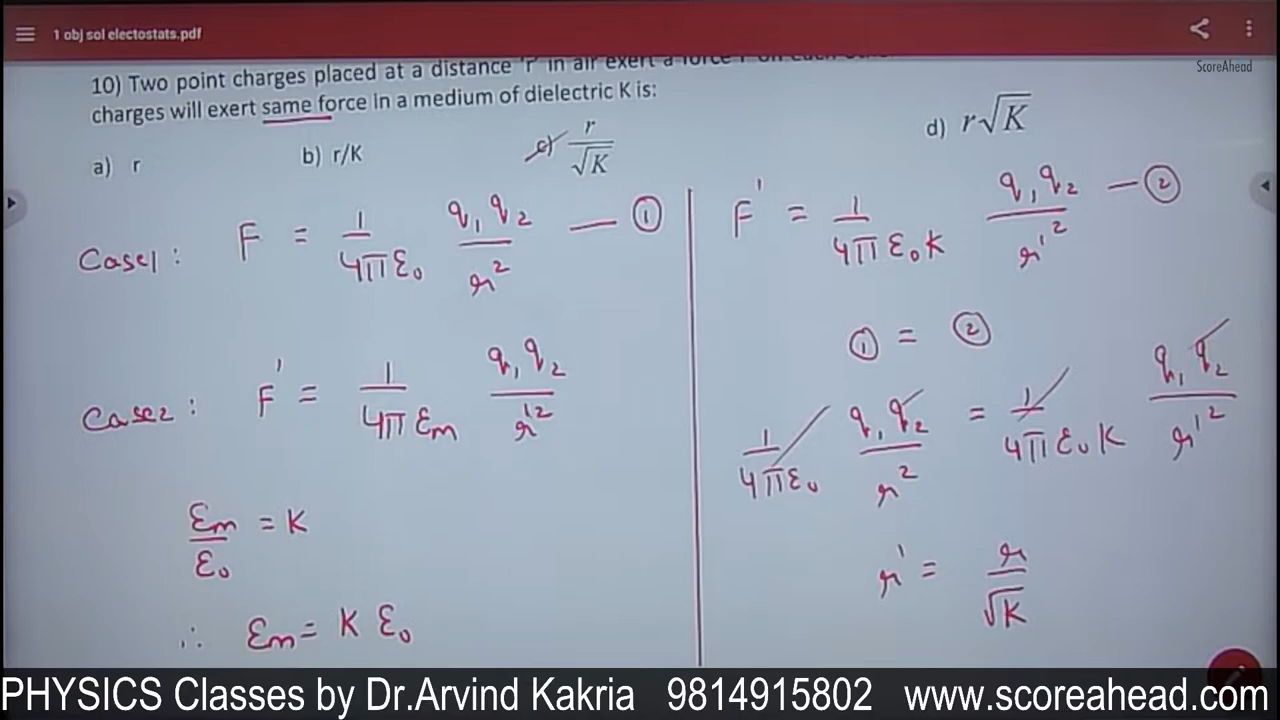 1 obj sol electostats.pdf
ScoreAhead
10) Two point charges placed at a distance 'r' in air exert a force F on each
charges will exert same force in a medium of dielectric K is:
a) r
b) r/K
c) r/√K
d) r√K
Case1 : F = 1/4πε₀ q₁q₂/r² — ①
Case2 : F' = 1/4πεm q₁q₂/r'²
εm/ε₀ = K
∴ εm = K ε₀
F' = 1/4πε₀K q₁q₂/r'² — ②
① = ②
1/4πε₀ q₁q₂/r² = 1/4πε₀K q₁q₂/r'²
r' = r/√K
PHYSICS Classes by Dr.Arvind Kakria 9814915802 www.scoreahead.com